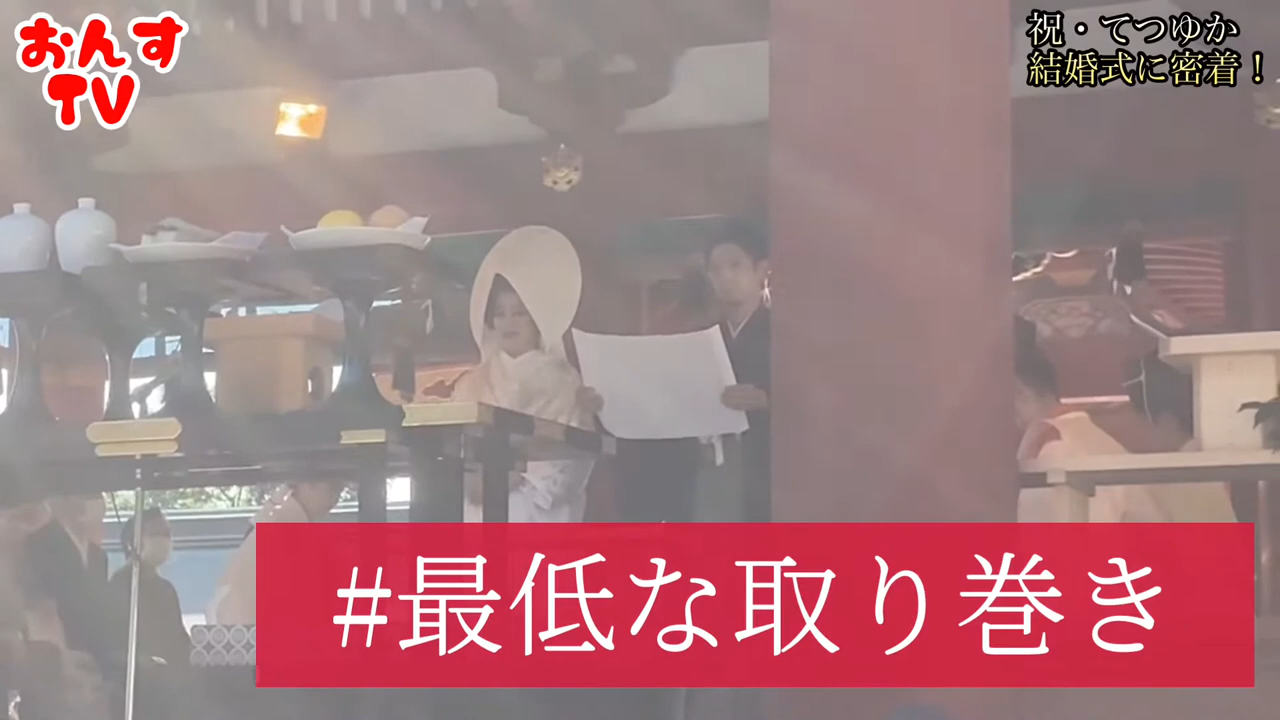 おんす
TV
祝・てつゆか
結婚式に密着！
#最低な取り巻き